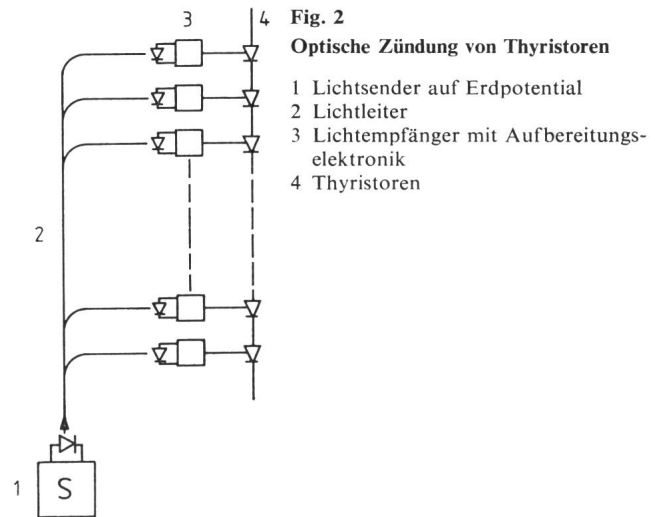 3
4
Fig. 2
Optische Zündung von Thyristoren
1 Lichtsender auf Erdpotential
2 Lichtleiter
3 Lichtempfänger mit Aufbereitungs-
elektronik
4 Thyristoren
2
1
S